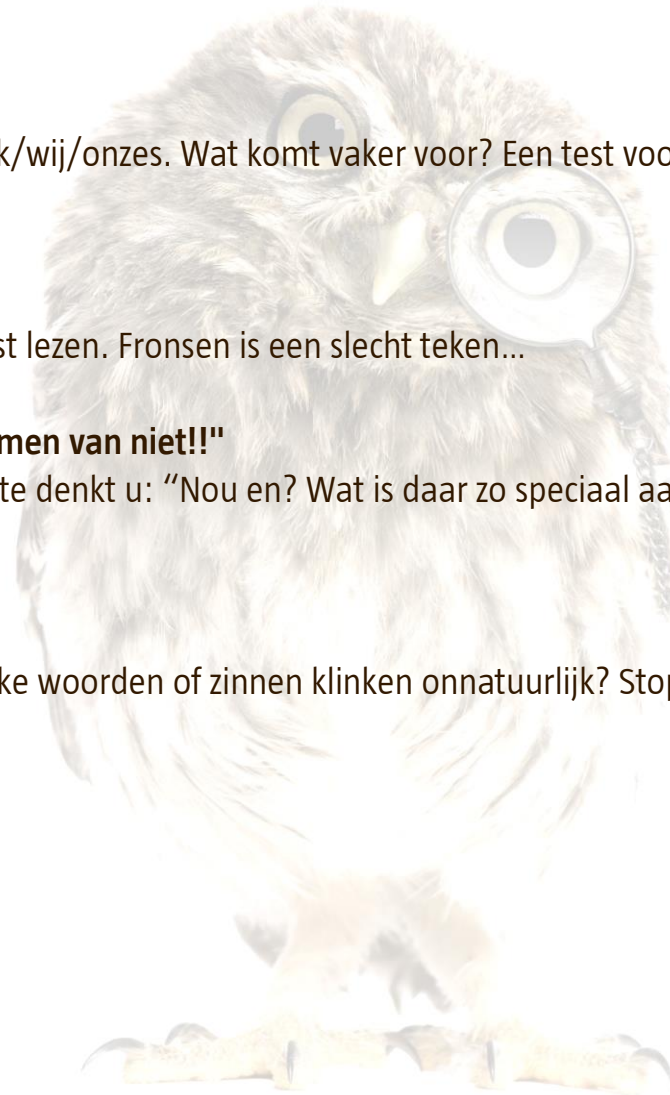 k/wij/onzes. Wat komt vaker voor? Een test voo
st lezen. Fronsen is een slecht teken...
men van niet!!"
te denkt u: “Nou en? Wat is daar zo speciaal aa
ke woorden of zinnen klinken onnatuurlijk? Stop